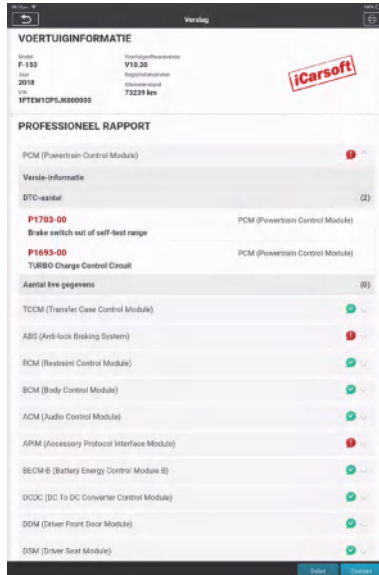 Verslag
VOERTUIGINFORMATIE
Model
F-150
Voertuigsoftwareversie
V10.30
Jaar
2018
Registratienummer
Kilometerstand
73239 km
VIN
1FTEW1CP5JK000000
iCarsoft
PROFESSIONEEL RAPPORT
PCM (Powertrain Control Module)
Versie-informatie
DTC-aantal (2)
P1703-00 PCM (Powertrain Control Module)
Brake switch out of self-test range
P1693-00 PCM (Powertrain Control Module)
TURBO Charge Control Circuit
Aantal live gegevens (0)
TCCM (Transfer Case Control Module)
ABS (Anti-lock Braking System)
RCM (Restraint Control Module)
BCM (Body Control Module)
ACM (Audio Control Module)
APIM (Accessory Protocol Interface Module)
BECM-B (Battery Energy Control Module B)
DCDC (DC To DC Converter Control Module)
DDM (Driver Front Door Module)
DSM (Driver Seat Module)
Delen Opslaan